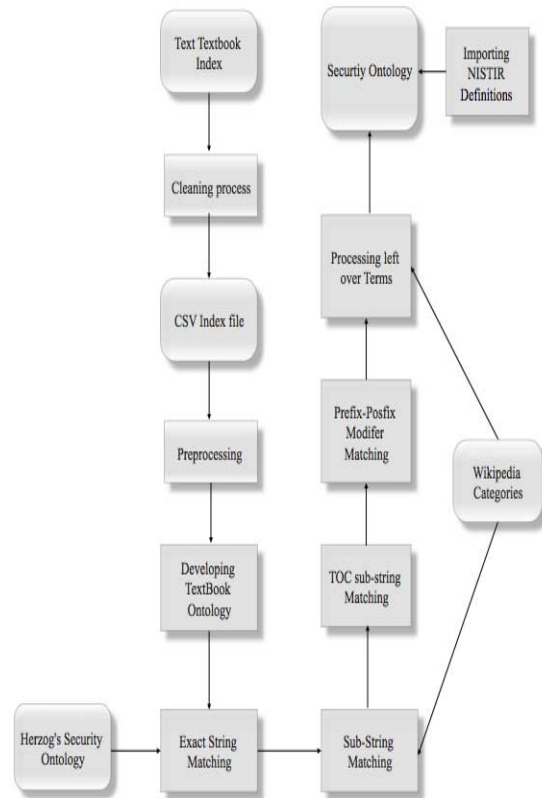 Text Textbook
Index
Cleaning process
CSV Index file
Preprocessing
Developing
TextBook
Ontology
Herzog's Security
Ontology
Exact String
Matching
Sub-String
Matching
TOC sub-string
Matching
Prefix-Posfix
Modifer
Matching
Processing left
over Terms
Wikipedia
Categories
Securtiy Ontology
Importing
NISTIR
Definitions